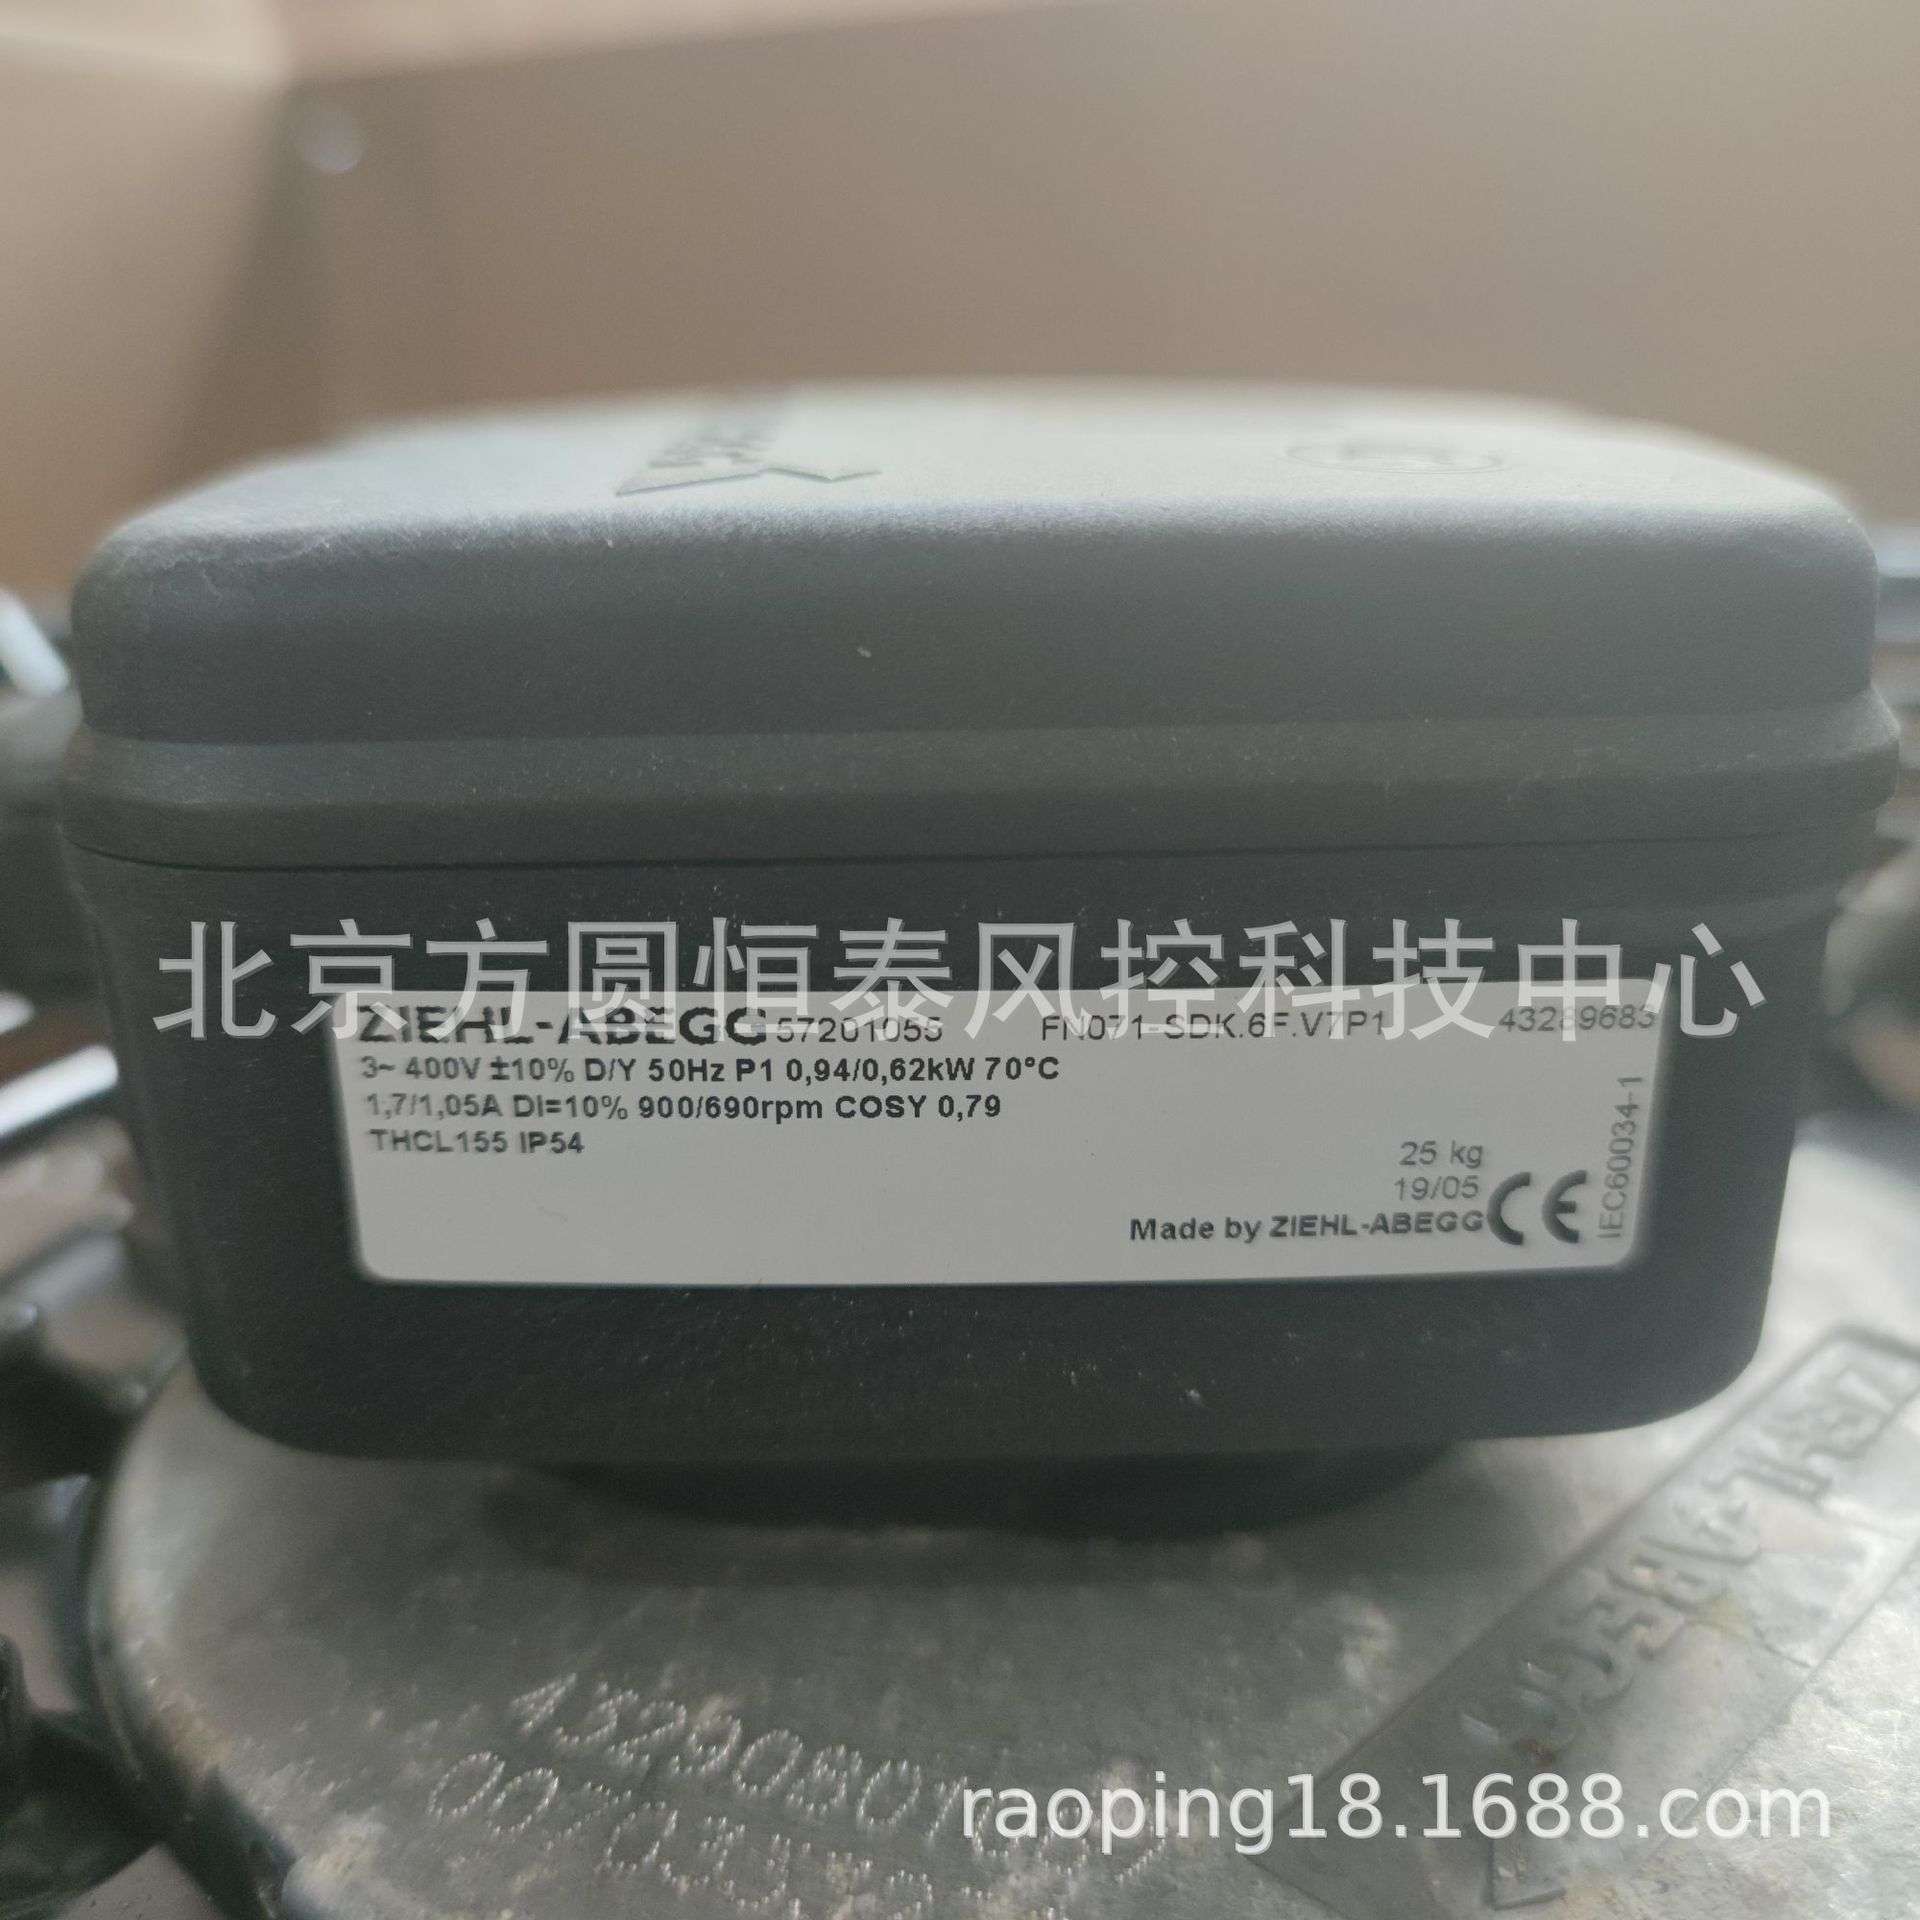 北京方圆恒泰风控科技中心
ZIEHL-ABEGG 57201055 FN071-SDK.6F.V7P1 43289683
3~ 400V ±10% D/Y 50Hz P1 0,94/0,62kW 70°C
1,7/1,05A DI=10% 900/690rpm COSY 0,79
THCL155 IP54
25 kg
19/05
Made by ZIEHL-ABEGG CE
IEC60034-1
raoping18.1688.com